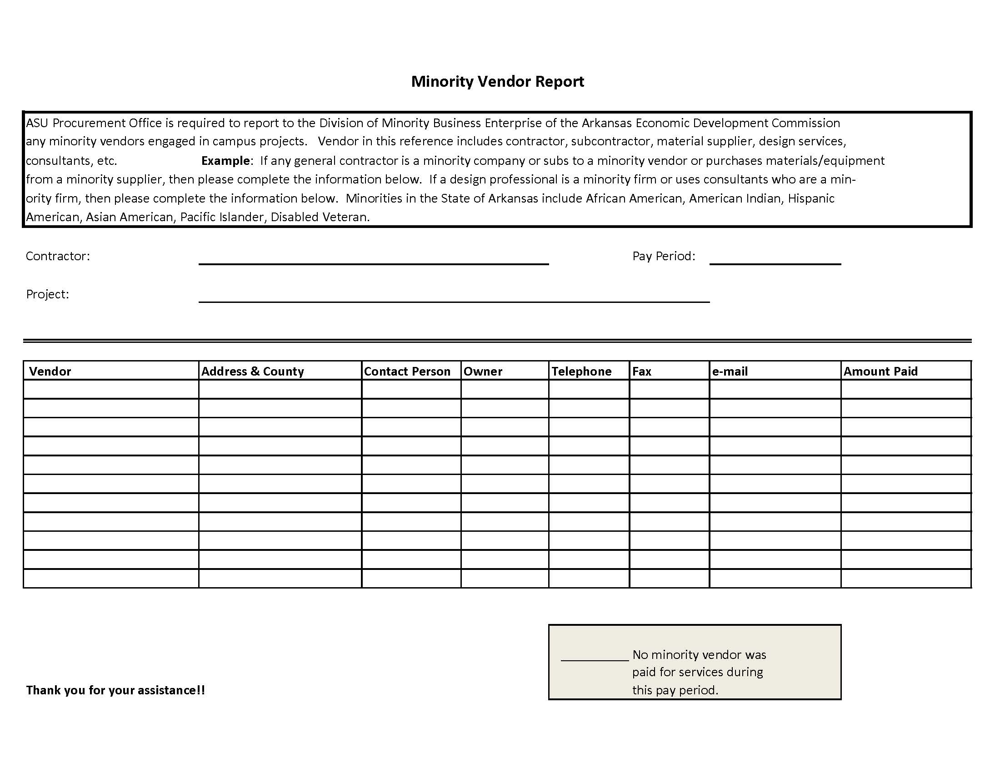 Minority Vendor Report
ASU Procurement Office is required to report to the Division of Minority Business Enterprise of the Arkansas Economic Development Commission
any minority vendors engaged in campus projects.   Vendor in this reference includes contractor, subcontractor, material supplier, design services,
consultants, etc.   Example:  If any general contractor is a minority company or subs to a minority vendor or purchases materials/equipment
from a minority supplier, then please complete the information below.  If a design professional is a minority firm or uses consultants who are a min-
ority firm, then please complete the information below.  Minorities in the State of Arkansas include African American, American Indian, Hispanic
American, Asian American, Pacific Islander, Disabled Veteran.
Contractor: Pay Period:
Project:
Vendor Address & County Contact Person Owner Telephone Fax e-mail Amount Paid
No minority vendor was
paid for services during
this pay period.
Thank you for your assistance!!